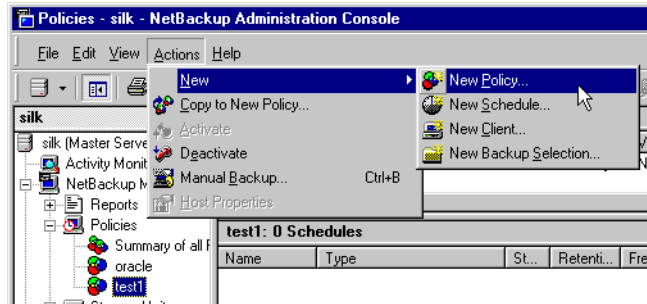 Policies - silk - NetBackup Administration Console
File Edit View Actions Help
New
Copy to New Policy...
Activate
Deactivate
Manual Backup... Ctrl+B
Host Properties
New Policy...
New Schedule...
New Client...
New Backup Selection...
silk
silk (Master Serve
Activity Monit
NetBackup M
Reports
Policies
Summary of all
oracle
test1
test1: 0 Schedules
Name Type St... Retenti... Fre